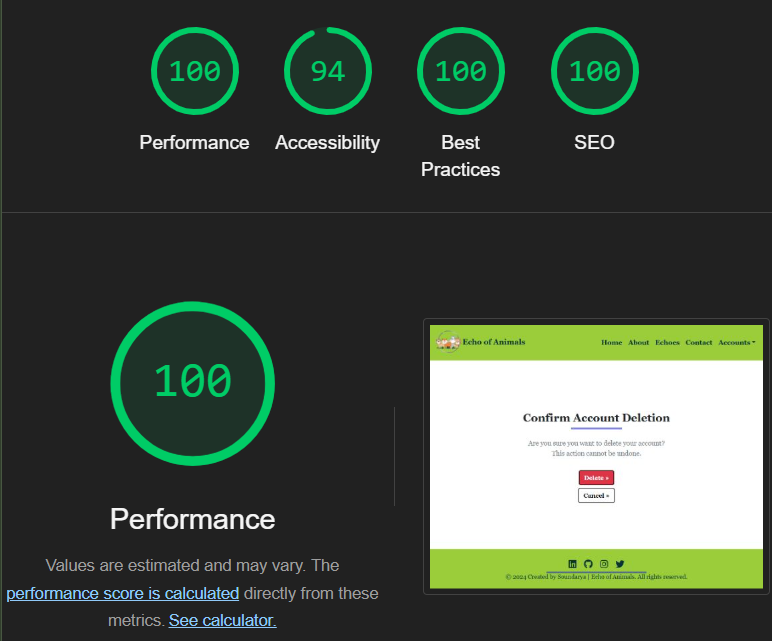 100 94 100 100
Performance Accessibility Best Practices SEO
100
Performance
Values are estimated and may vary. The
performance score is calculated directly from these
metrics. See calculator.
Echo of Animals Home About Echoes Contact Accounts
Confirm Account Deletion
Are you sure you want to delete your account?
This action cannot be undone.
Delete »
Cancel »
© 2024 Created by Soundarya | Echo of Animals. All rights reserved.